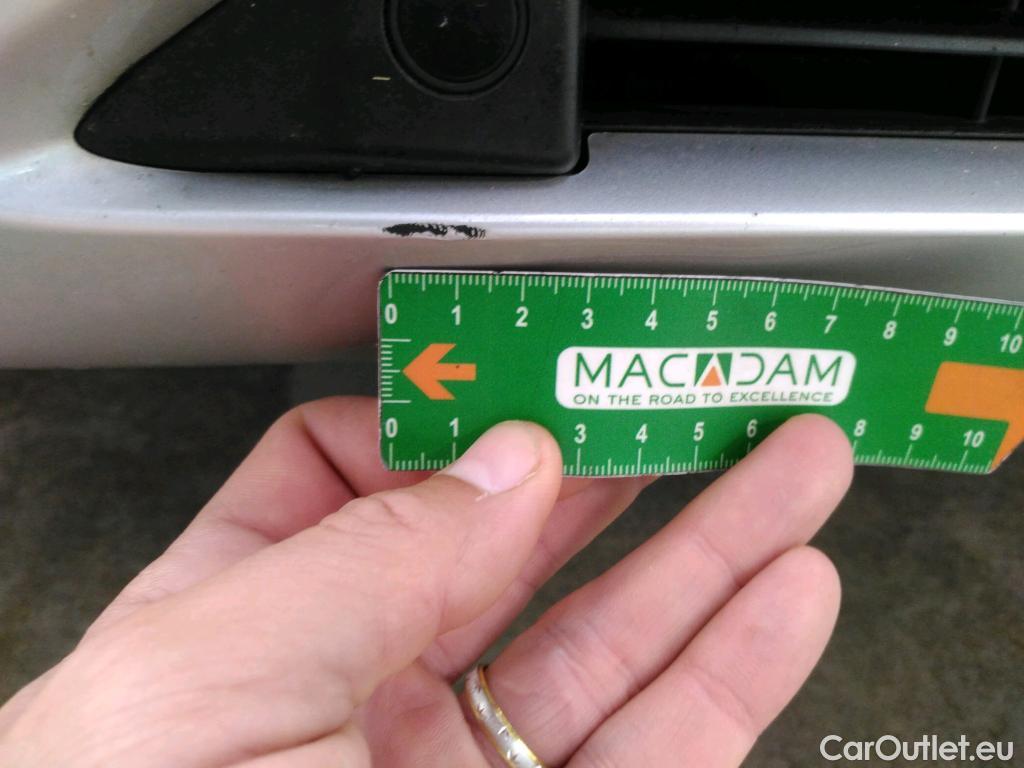 0 1 2 3 4 5 6 7 8 9 10
MACADAM
ON THE ROAD TO EXCELLENCE
0 1 3 4 5 6 8 9 10
CarOutlet.eu